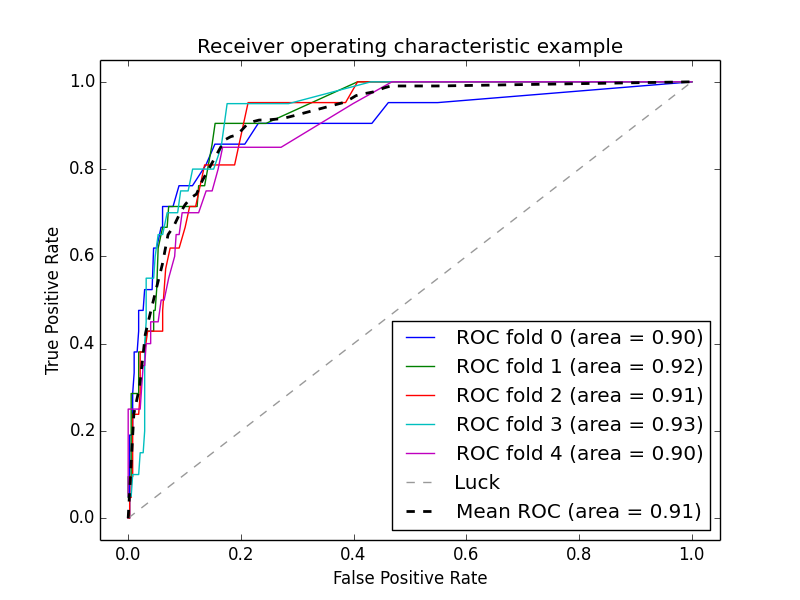 Receiver operating characteristic example
1.0
0.8
0.6
0.4
0.2
0.0
True Positive Rate
ROC fold 0 (area = 0.90)
ROC fold 1 (area = 0.92)
ROC fold 2 (area = 0.91)
ROC fold 3 (area = 0.93)
ROC fold 4 (area = 0.90)
Luck
Mean ROC (area = 0.91)
0.0 0.2 0.4 0.6 0.8 1.0
False Positive Rate